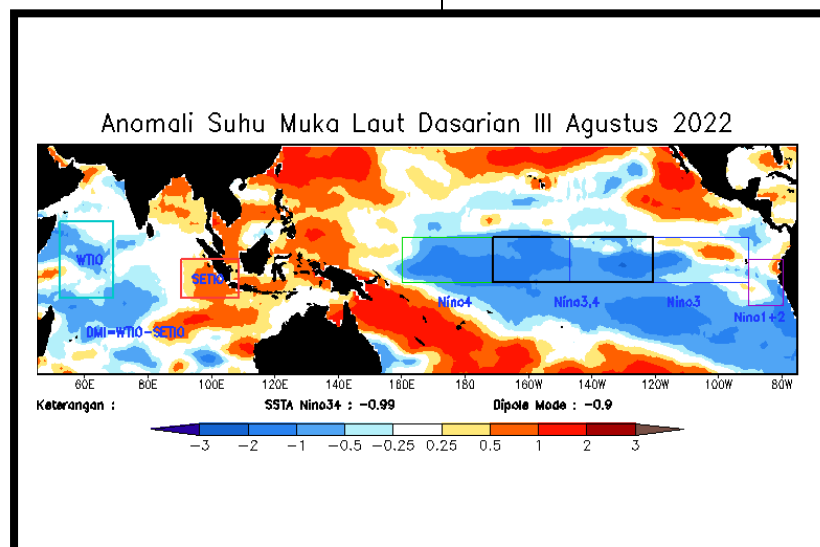 Anomali Suhu Muka Laut Dasarian III Agustus 2022
WTIO
SETIO
DMI=WTIO-SETIO
Nino4
Nino3,4
Nino3
Nino1+2
60E 80E 100E 120E 140E 160E 180 160W 140W 120W 100W 80W
Keterangan : SSTA Nino34 : -0.99 Dipole Mode : -0.9
-3 -2 -1 -0.5 -0.25 0.25 0.5 1 2 3